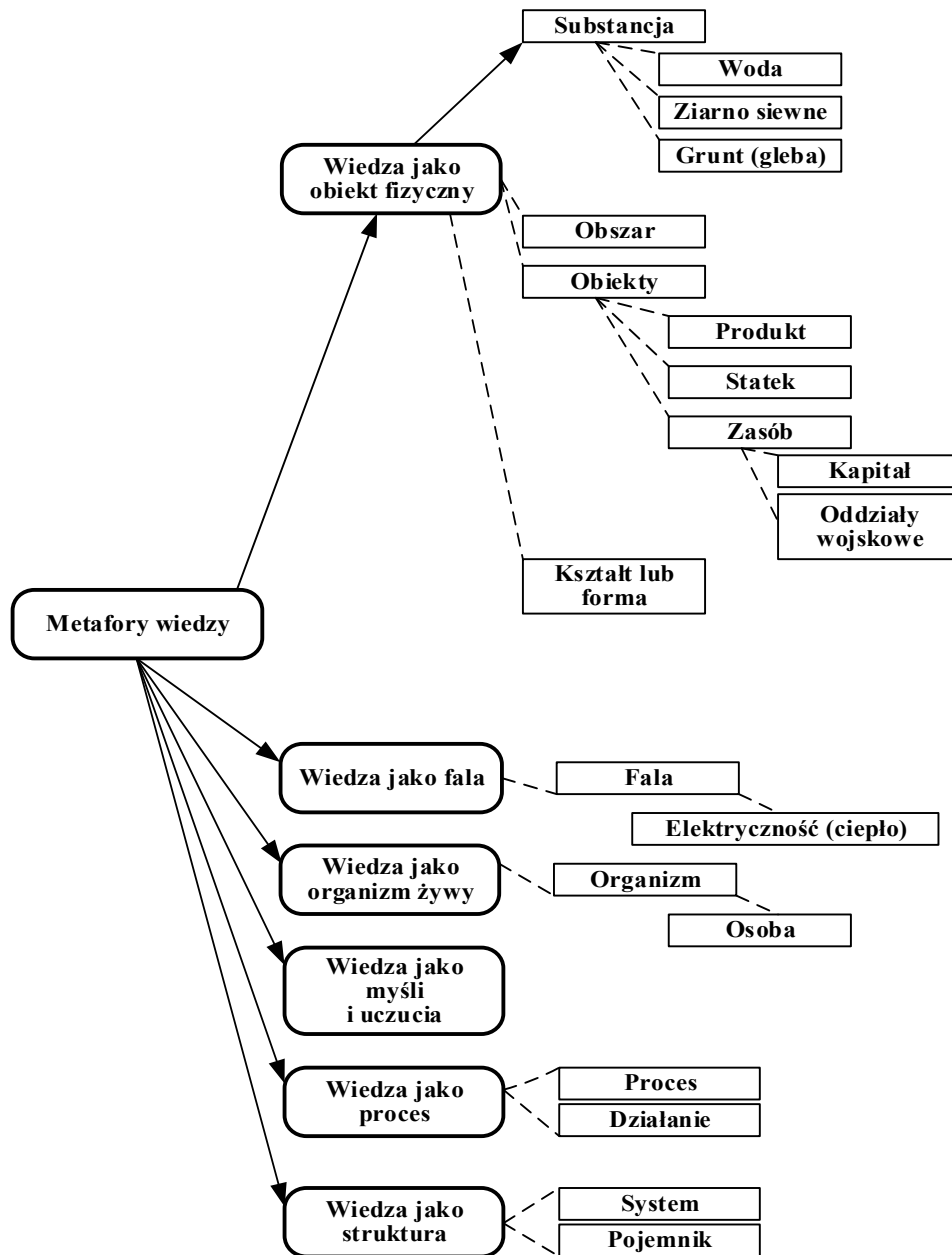 Substancja
Woda
Ziarno siewne
Grunt (gleba)
Wiedza jako
obiekt fizyczny
Obszar
Obiekty
Produkt
Statek
Zasób
Kapitał
Oddziały
wojskowe
Kształt lub
forma
Metafory wiedzy
Wiedza jako fala
Fala
Elektryczność (ciepło)
Wiedza jako
organizm żywy
Organizm
Osoba
Wiedza jako
myśli
i uczucia
Wiedza jako
proces
Proces
Działanie
Wiedza jako
struktura
System
Pojemnik